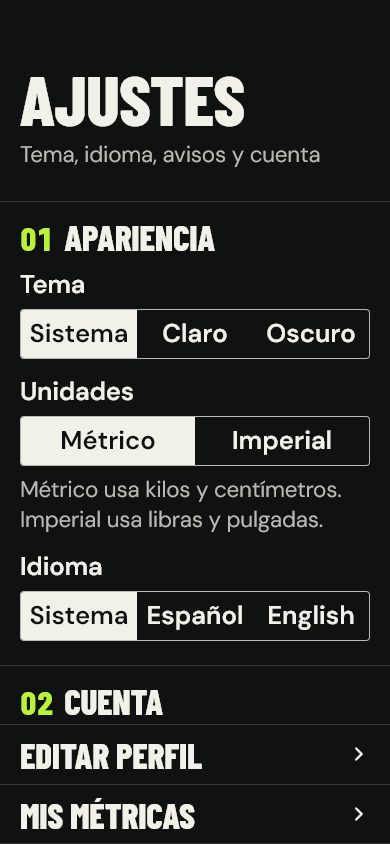 AJUSTES
Tema, idioma, avisos y cuenta
01 APARIENCIA
Tema
Sistema Claro Oscuro
Unidades
Métrico Imperial
Métrico usa kilos y centímetros.
Imperial usa libras y pulgadas.
Idioma
Sistema Español English
02 CUENTA
EDITAR PERFIL
MIS MÉTRICAS